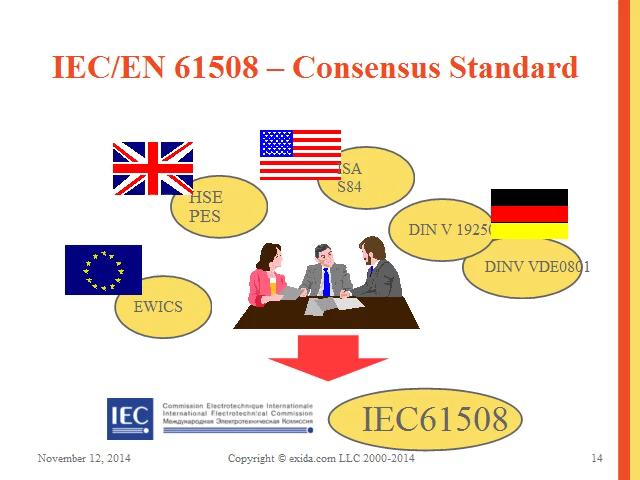 IEC/EN 61508 – Consensus Standard
ISA
S84
HSE
PES
DIN V 19250
DINV VDE0801
EWICS
IEC
Commission Electrotechnique Internationale
International Electrotechnical Commission
Международная Электротехническая Комиссия
IEC61508
November 12, 2014
Copyright © exida.com LLC 2000-2014
14